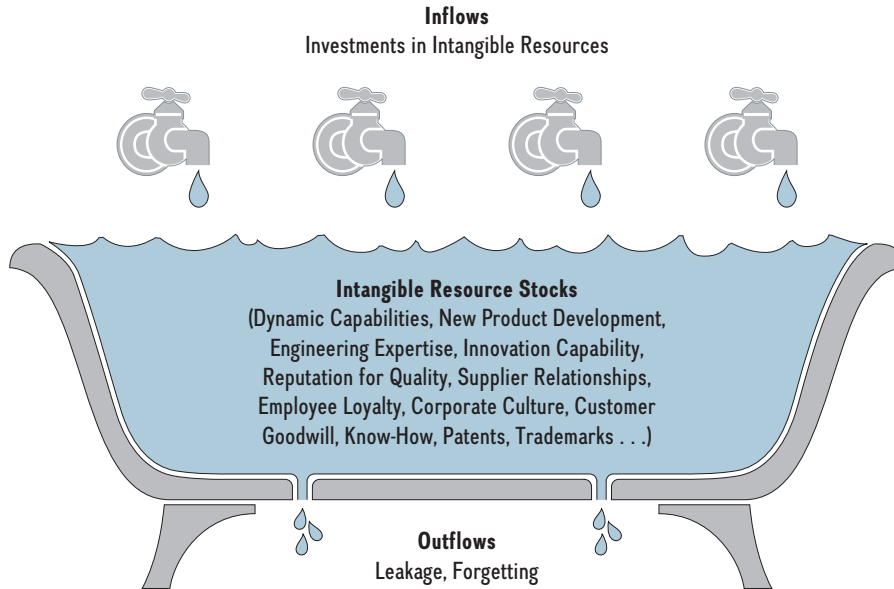 Inflows
Investments in Intangible Resources
Intangible Resource Stocks
(Dynamic Capabilities, New Product Development,
Engineering Expertise, Innovation Capability,
Reputation for Quality, Supplier Relationships,
Employee Loyalty, Corporate Culture, Customer
Goodwill, Know-How, Patents, Trademarks . . .)
Outflows
Leakage, Forgetting